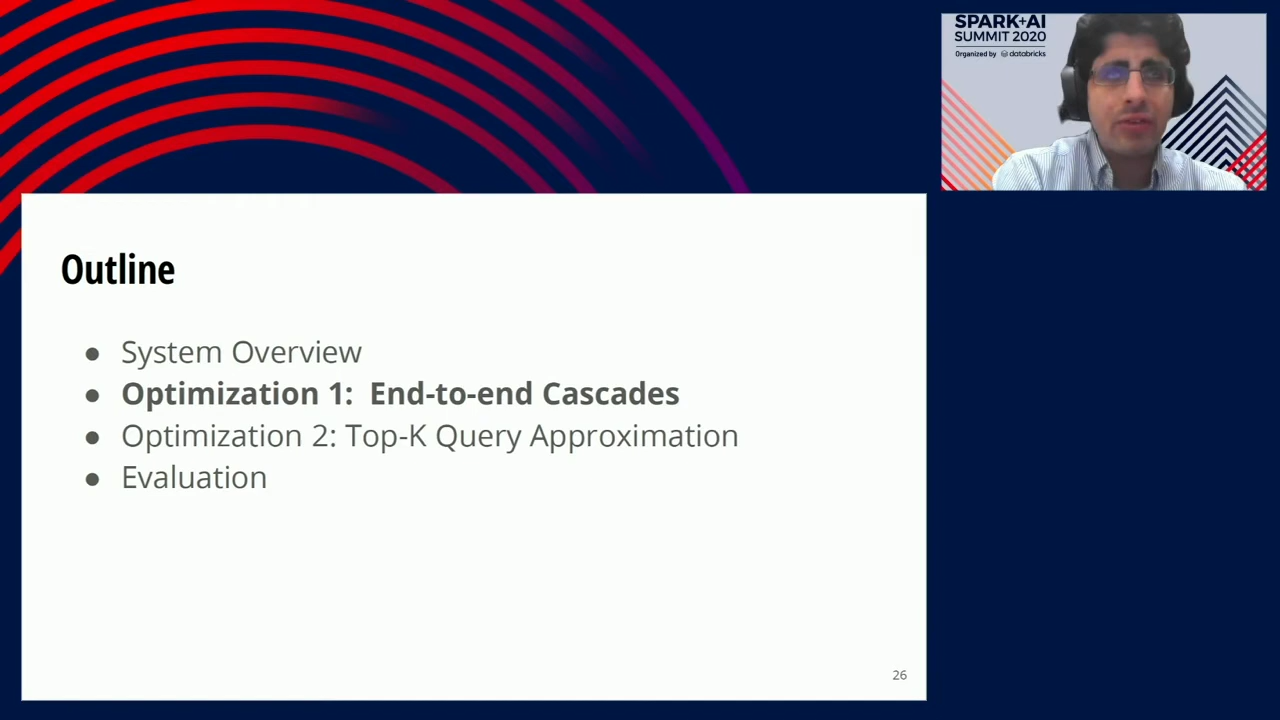 SPARK+AI
SUMMIT 2020
Organized by databricks
Outline
● System Overview
● Optimization 1: End-to-end Cascades
● Optimization 2: Top-K Query Approximation
● Evaluation
26